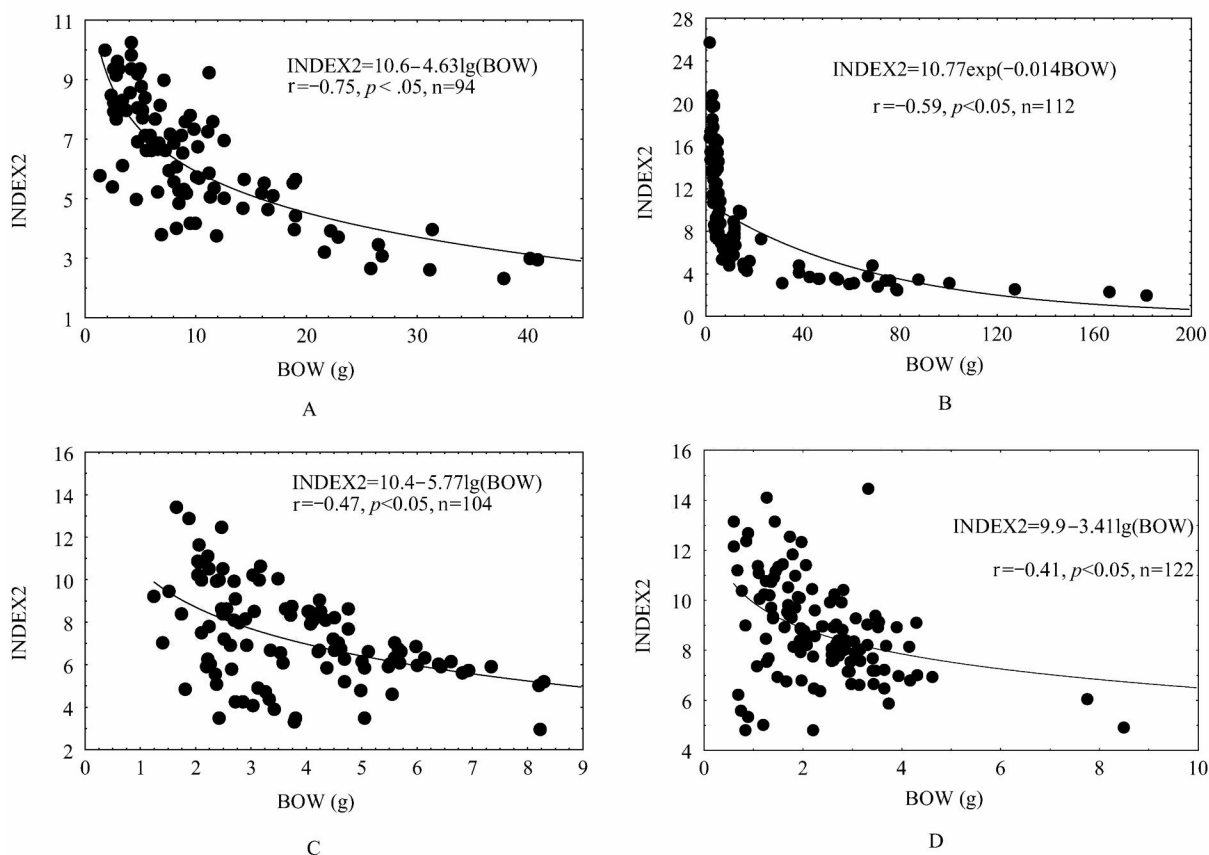 INDEX2=10.6−4.63lg(BOW)
r=−0.75, p< .05, n=94
INDEX2
11
9
7
5
3
1
0
10
20
30
40
BOW (g)
A
INDEX2=10.77exp(−0.014BOW)
r=−0.59, p<0.05, n=112
INDEX2
28
24
20
16
12
8
4
0
0
40
80
120
160
200
BOW (g)
B
INDEX2=10.4−5.77lg(BOW)
r=−0.47, p<0.05, n=104
INDEX2
16
14
12
10
8
6
4
2
0
1
2
3
4
5
6
7
8
9
BOW (g)
C
INDEX2=9.9−3.41lg(BOW)
r=−0.41, p<0.05, n=122
INDEX2
16
14
12
10
8
6
4
0
2
4
6
8
10
BOW (g)
D